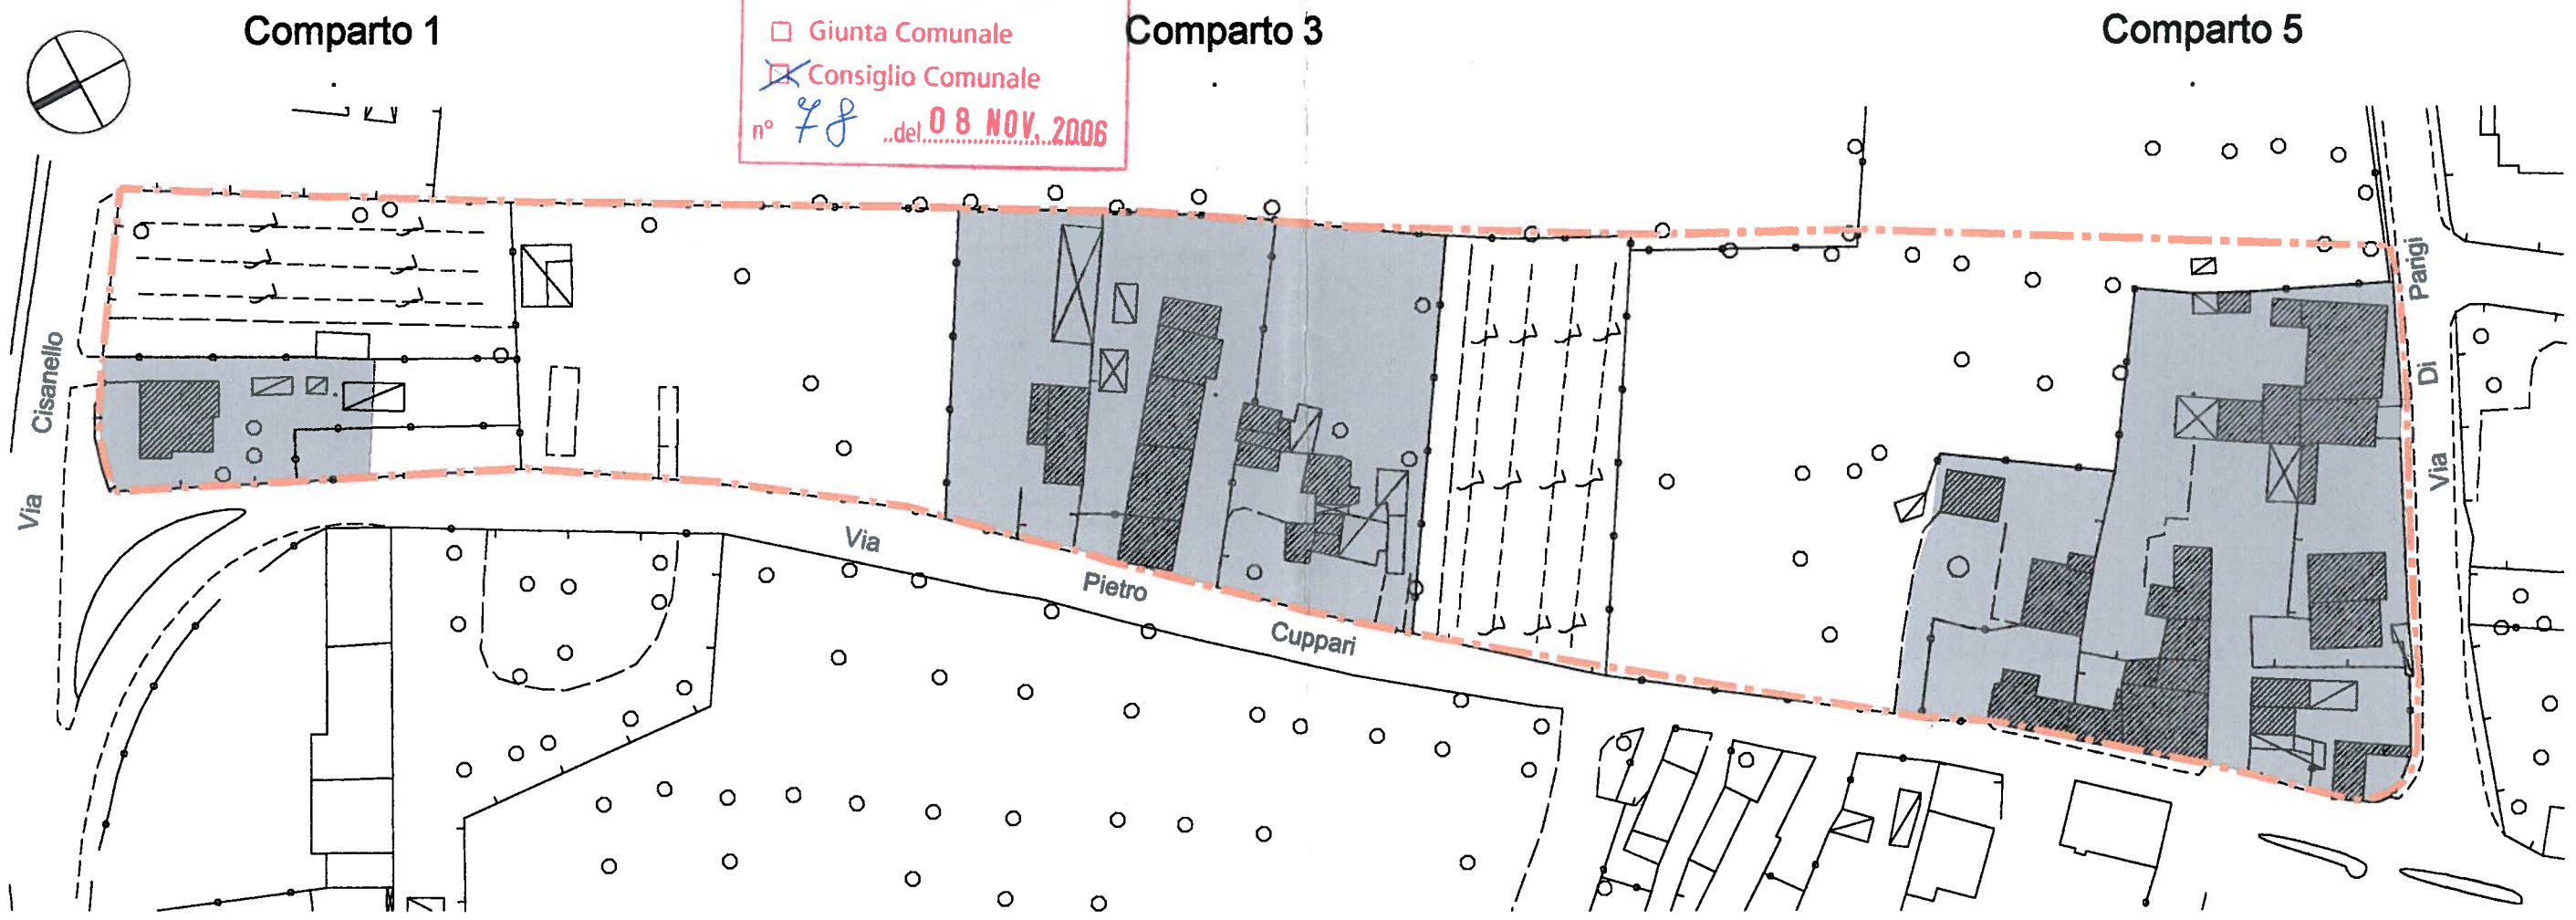 Comparto 1
Comparto 3
Comparto 5
Giunta Comunale
Consiglio Comunale
n° 78 ..del 08 NOV. 2006
Via Cisanello
Via Pietro Cuppari
Via Di Parigi